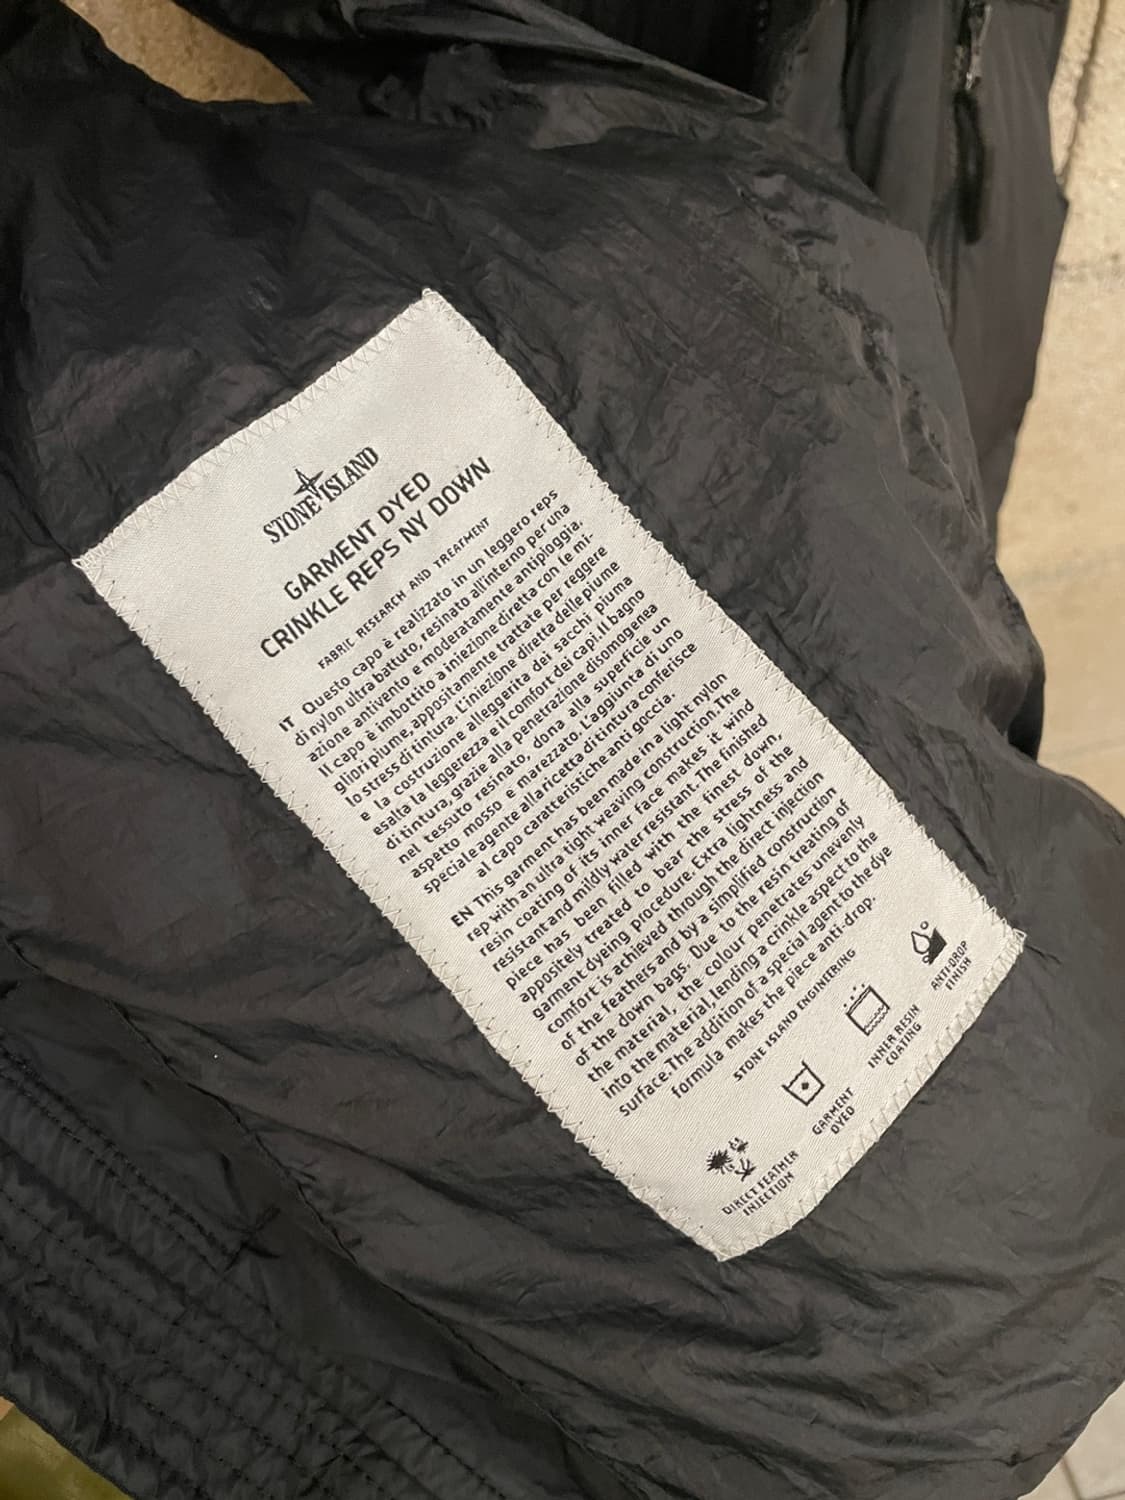 STONE ISLAND
GARMENT DYED
CRINKLE REPS NY DOWN
FABRIC RESEARCH AND TREATMENT
IT Questo capo è realizzato in un leggero reps
di nylon ultra battuto, resinato all'interno per una
azione antivento e moderatamente antipioggia.
Il capo è imbottito a iniezione diretta con le mi-
gliori piume, appositamente trattate per reggere
lo stress di tintura. L'iniezione diretta delle piume
e la costruzione alleggerita dei sacchi piuma
esalta la leggerezza e il comfort dei capi. Il bagno
di tintura, grazie alla penetrazione disomogenea
nel tessuto resinato, dona alla superficie un
aspetto mosso e marezzato. L'aggiunta di uno
speciale agente alla ricetta di tintura conferisce
al capo caratteristiche anti goccia.
EN This garment has been made in a light nylon
rep with an ultra tight weaving construction. The
resin coating of its inner face makes it wind
resistant and mildly water resistant. The finished
piece has been filled with the finest down,
appositely treated to bear the stress of the
garment dyeing procedure. Extra lightness and
comfort is achieved through the direct injection
of the feathers and by a simplified construction
of the down bags. Due to the resin treating of
the material, the colour penetrates unevenly
into the material, lending a crinkle aspect to the
surface. The addition of a special agent to the dye
formula makes the piece anti-drop.
STONE ISLAND ENGINEERING
DIRECT FEATHER
INJECTION
GARMENT
DYED
INNER RESIN
COATING
ANTI-DROP
FINISH